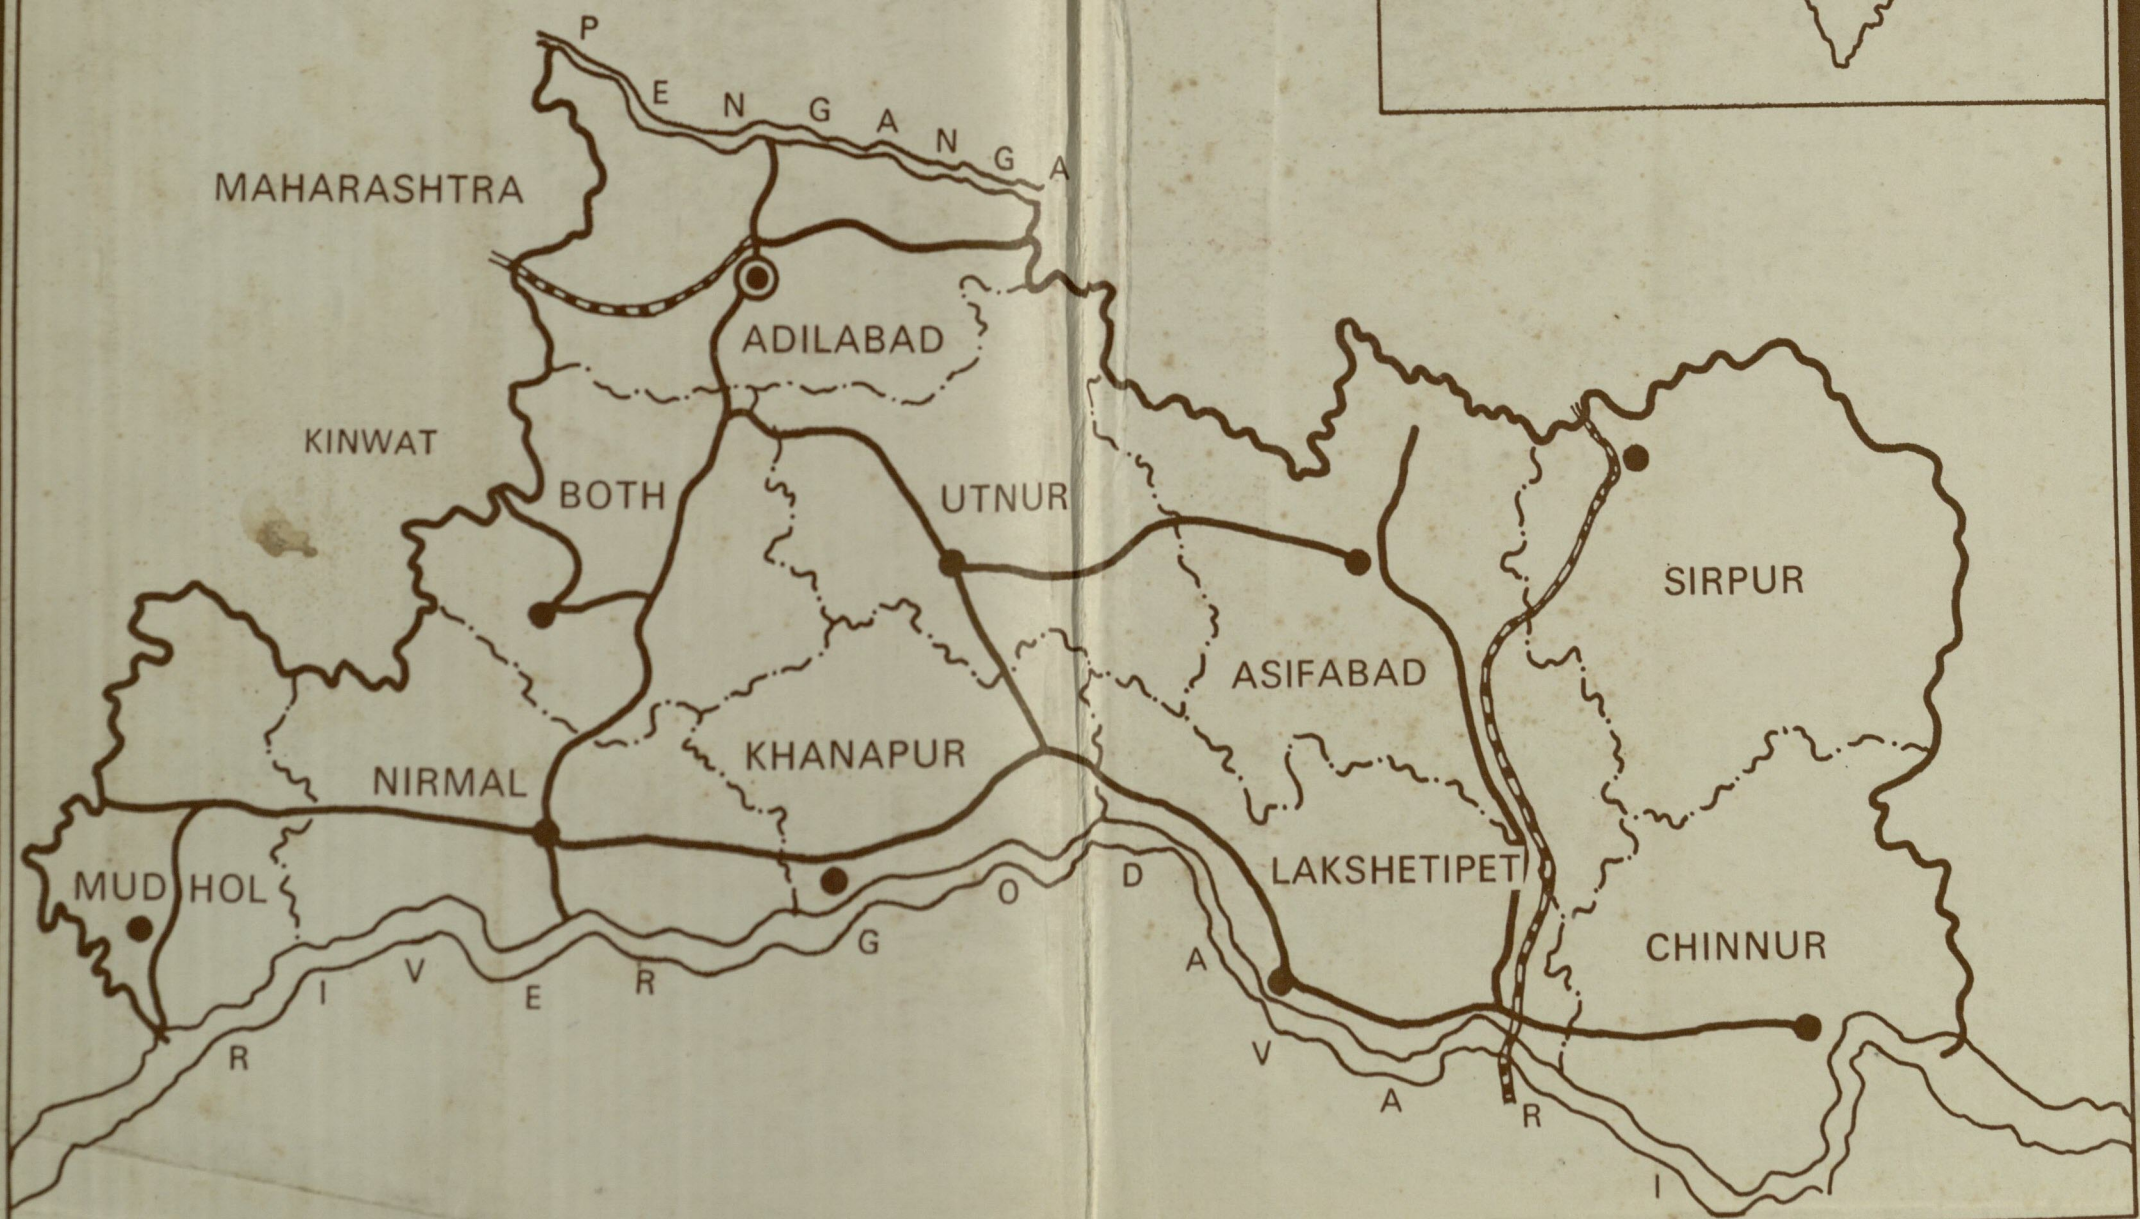 PENGANGA
MAHARASHTRA
ADILABAD
KINWAT
BOTH
UTNUR
SIRPUR
ASIFABAD
KHANAPUR
NIRMAL
LAKSHETIPET
MUDHOL
CHINNUR
RIVER GODAVARI